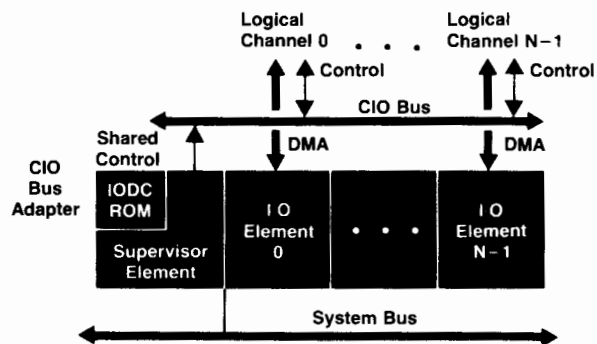 Logical
Channel 0
. . .
Logical
Channel N-1
Control
Control
CIO Bus
Shared
Control
DMA
DMA
CIO
Bus
Adapter
IODC
ROM
Supervisor
Element
I O
Element
0
• • •
I O
Element
N-1
System Bus